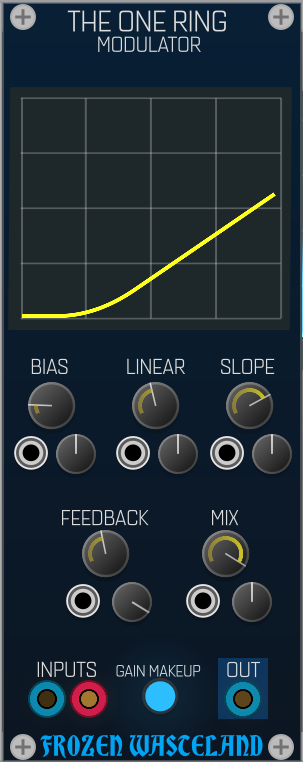 THE ONE RING
MODULATOR
BIAS LINEAR SLOPE
FEEDBACK MIX
INPUTS GAIN MAKEUP OUT
FROZEN WASTELAND